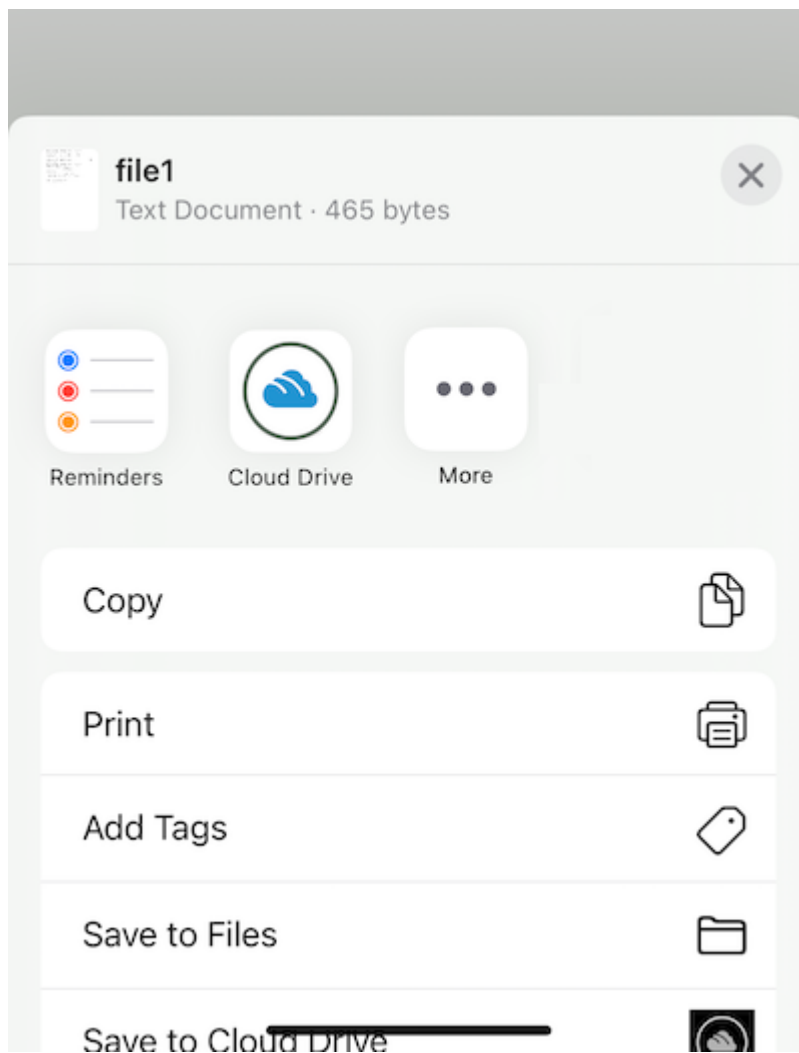 file1
Text Document · 465 bytes
Reminders
Cloud Drive
More
Copy
Print
Add Tags
Save to Files
Save to Cloud Drive